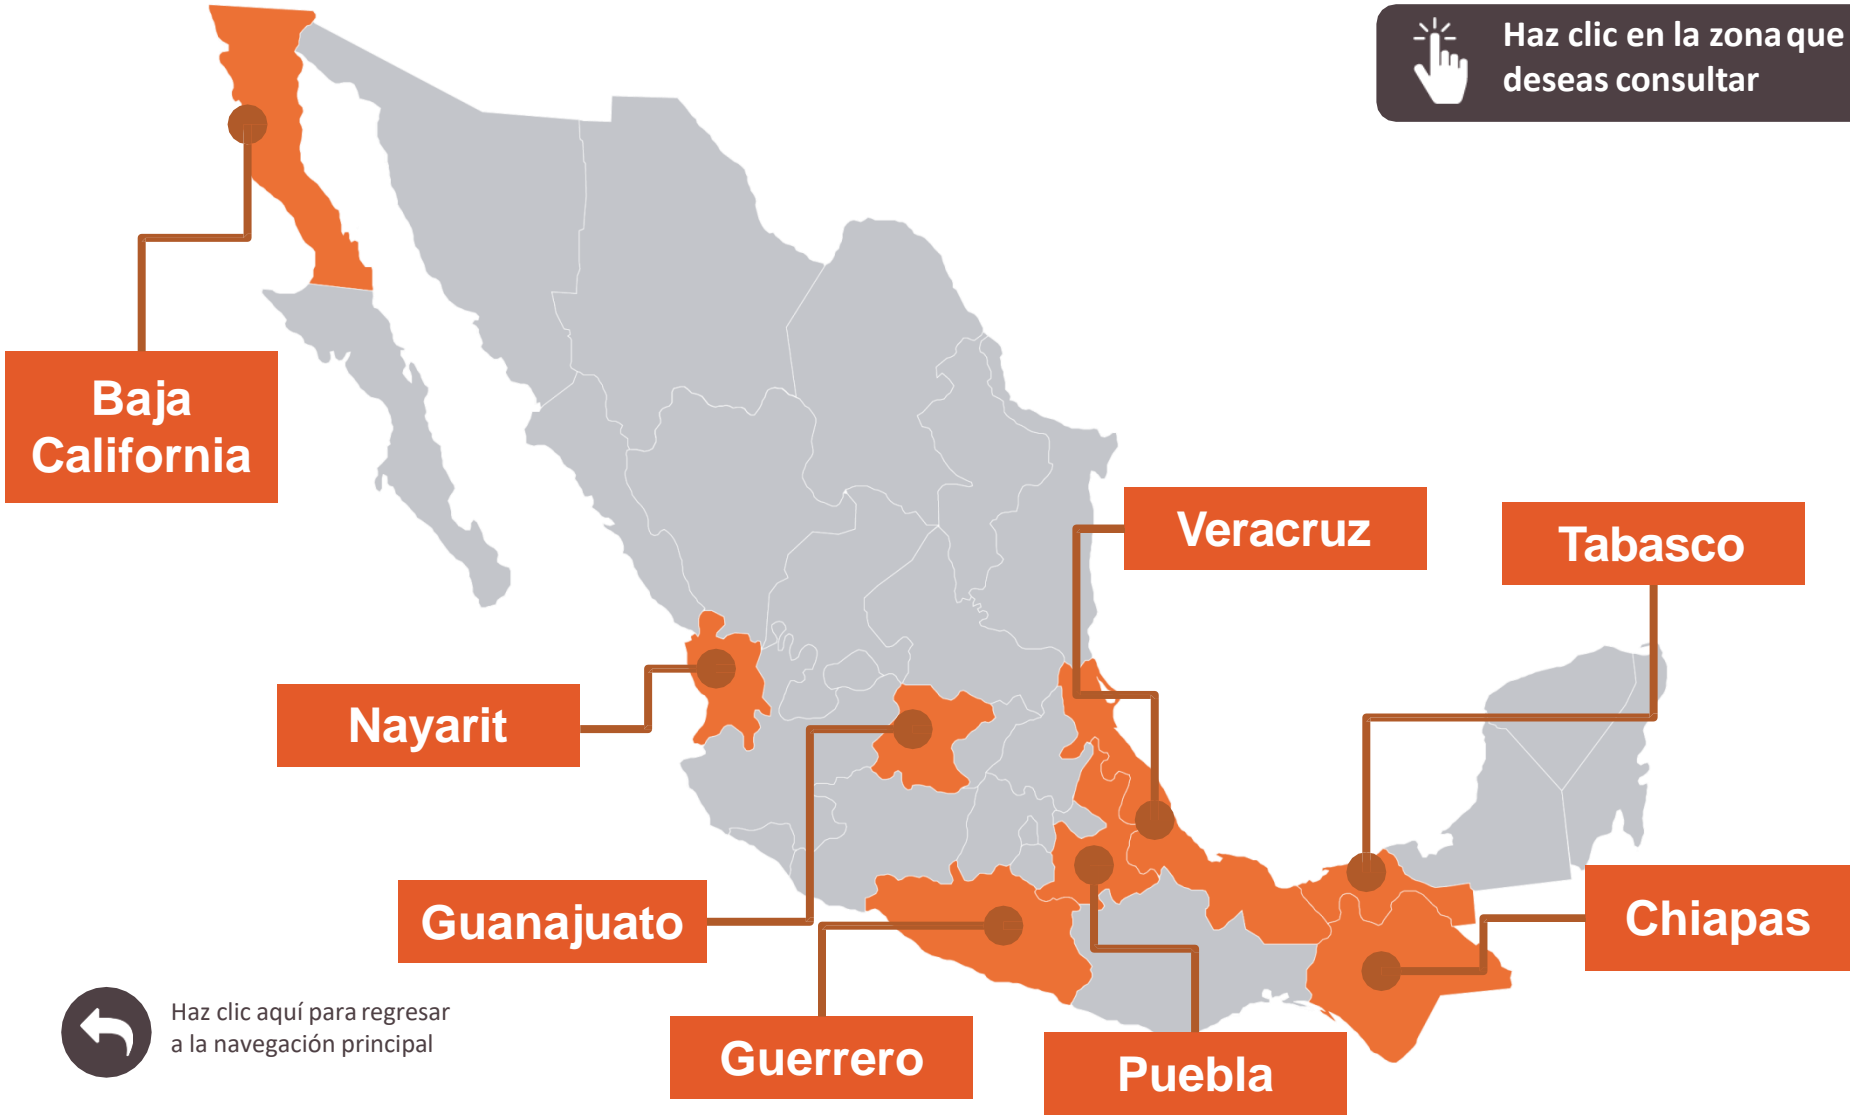 Haz clic en la zona que
deseas consultar
Baja
California
Veracruz
Tabasco
Nayarit
Guanajuato
Chiapas
Haz clic aquí para regresar
a la navegación principal
Guerrero
Puebla